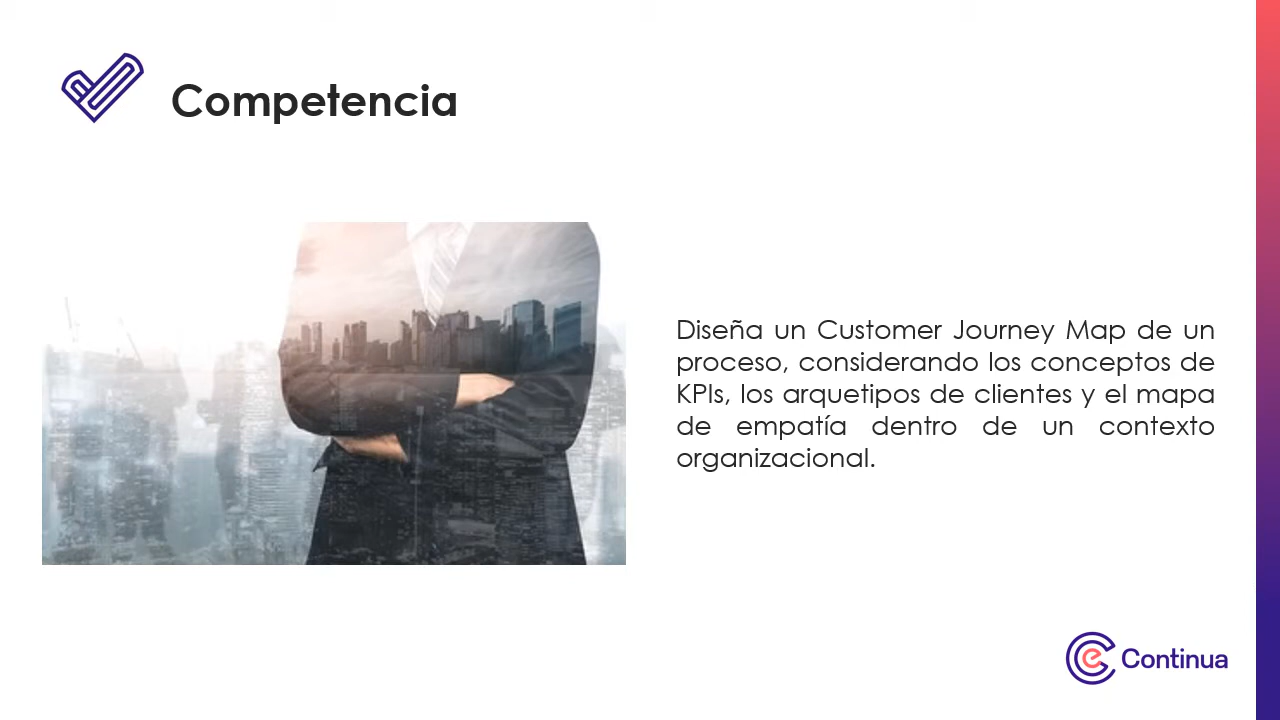 Competencia
Diseña un Customer Journey Map de un
proceso, considerando los conceptos de
KPIs, los arquetipos de clientes y el mapa
de empatía dentro de un contexto
organizacional.
e Continua